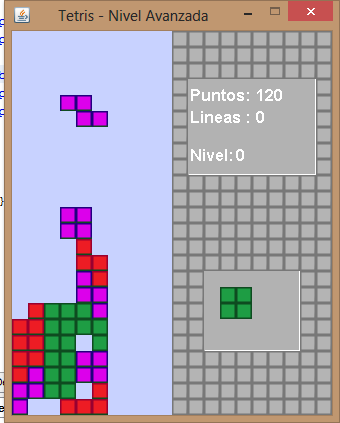 Tetris - Nivel Avanzada
Puntos: 120
Lineas : 0
Nivel: 0